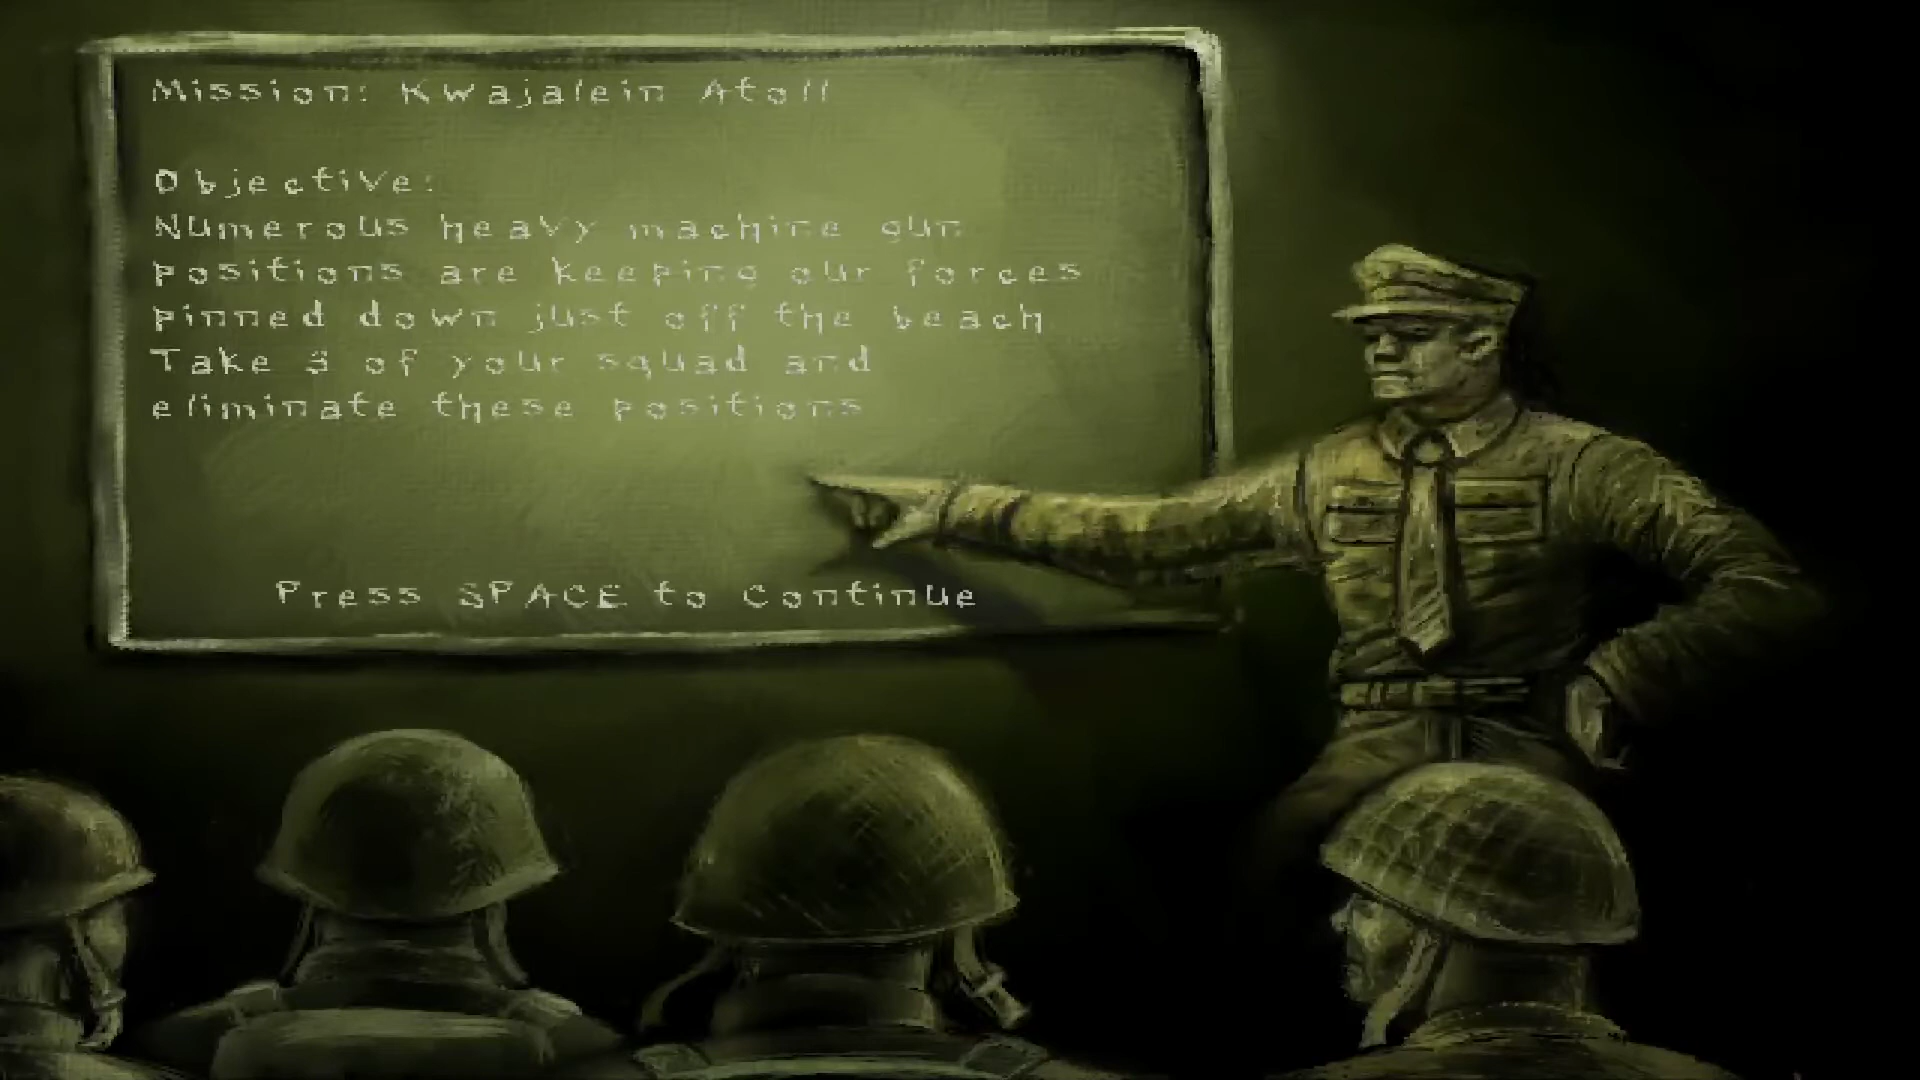 Mission: Kwajalein Atoll
Objective:
Numerous heavy machine gun
positions are keeping our forces
pinned down just off the beach
Take 3 of your squad and
eliminate these positions
Press SPACE to Continue